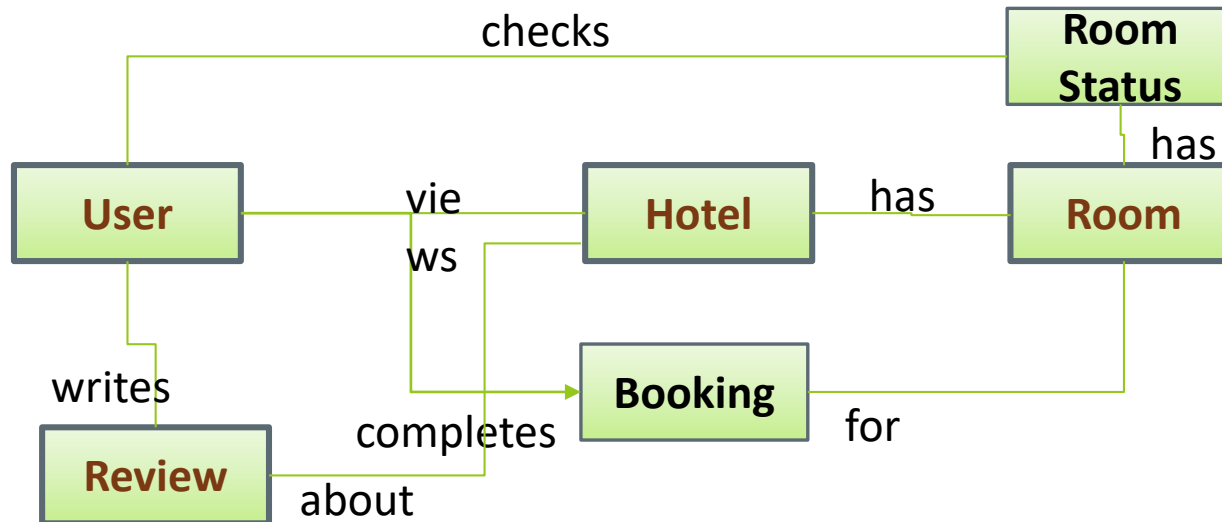 checks
Room
Status
has
User
vie
ws
Hotel
has
Room
writes
Booking
completes
for
Review
about